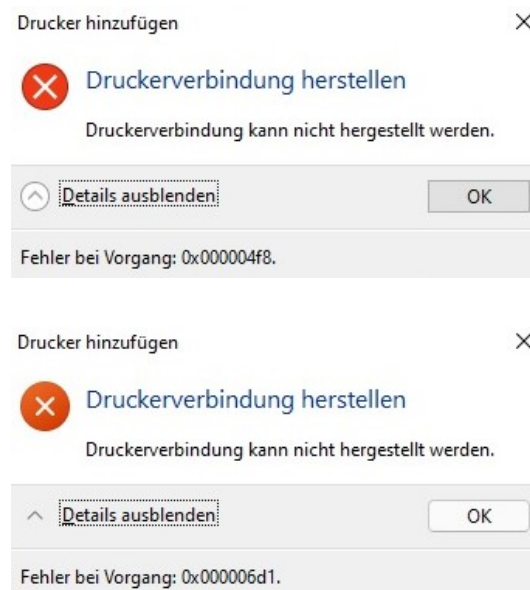 Drucker hinzufügen
Druckerverbindung herstellen
Druckerverbindung kann nicht hergestellt werden.
Details ausblenden
OK
Fehler bei Vorgang: 0x000004f8.
Drucker hinzufügen
Druckerverbindung herstellen
Druckerverbindung kann nicht hergestellt werden.
Details ausblenden
OK
Fehler bei Vorgang: 0x000006d1.